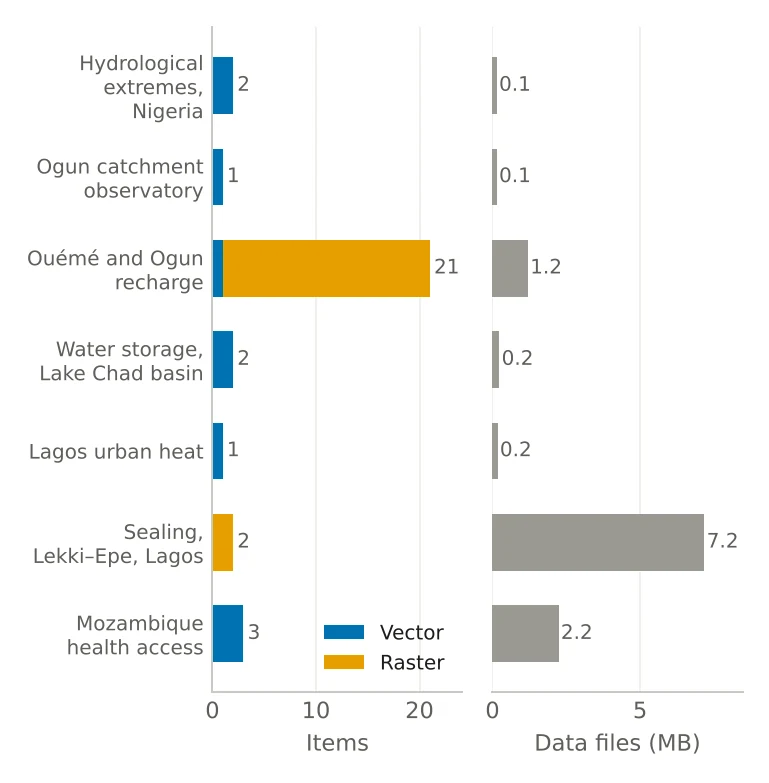 Hydrological
extremes,
Nigeria
2
0.1
Ogun catchment
observatory
1
0.1
Ouémé and Ogun
recharge
21
1.2
Water storage,
Lake Chad basin
2
0.2
Lagos urban heat
1
0.2
Sealing,
Lekki–Epe, Lagos
2
7.2
Mozambique
health access
3
2.2
Vector
Raster
0 10 20
0 5
Items
Data files (MB)